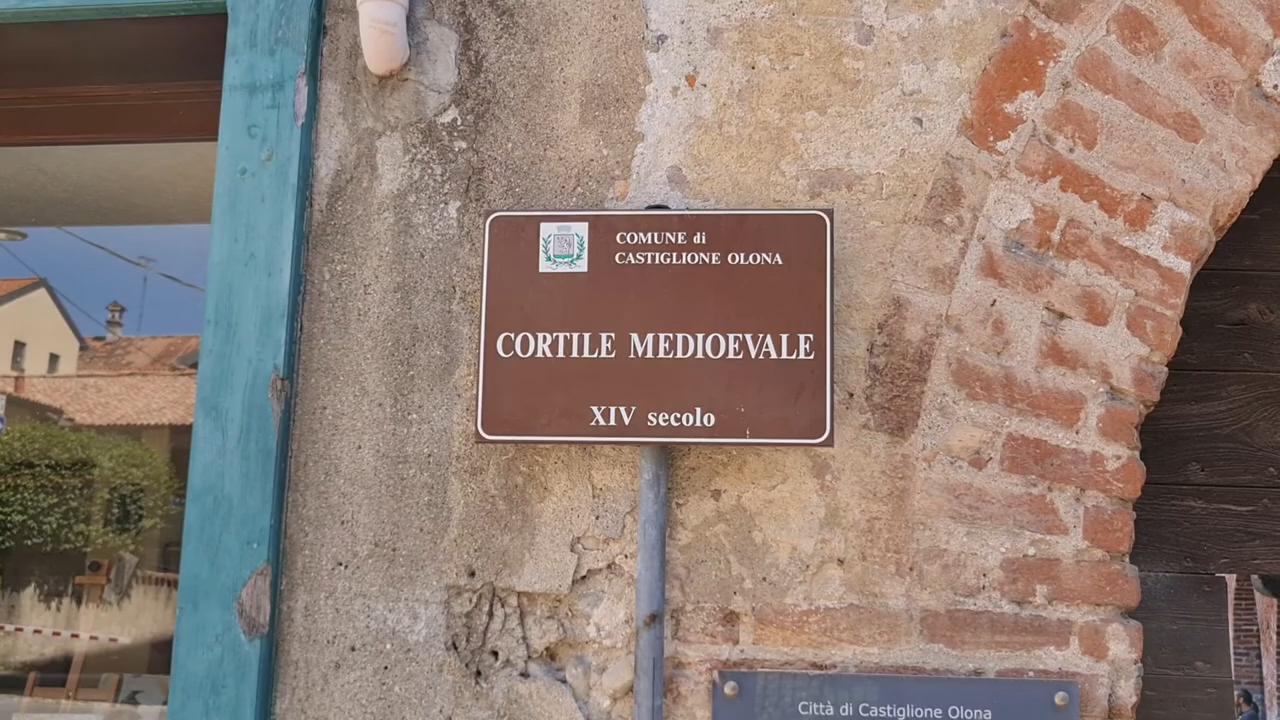 COMUNE di
CASTIGLIONE OLONA
CORTILE MEDIOEVALE
XIV secolo
Città di Castiglione Olona